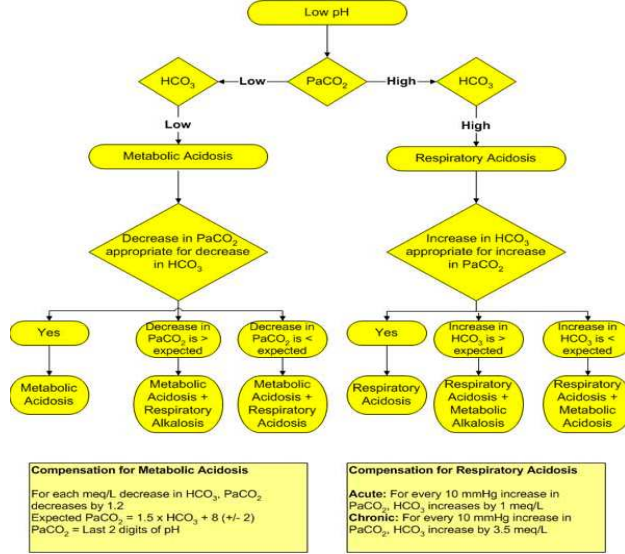 Low pH
HCO3
Low
PaCO2
High
HCO3
Low
High
Metabolic Acidosis
Respiratory Acidosis
Decrease in PaCO2
appropriate for decrease
in HCO3
Increase in HCO3
appropriate for increase in
PaCO2
Yes
Decrease in
PaCO2 is >
expected
Decrease in
PaCO2 is <
expected
Yes
Increase in
HCO3 is >
expected
Increase in
HCO3 is <
expected
Metabolic
Acidosis
Metabolic
Acidosis +
Respiratory
Alkalosis
Metabolic
Acidosis +
Respiratory
Acidosis
Respiratory
Acidosis
Respiratory
Acidosis +
Metabolic
Alkalosis
Respiratory
Acidosis +
Metabolic
Acidosis
Compensation for Metabolic Acidosis
For each meq/L decrease in HCO3, PaCO2
decreases by 1.2
Expected PaCO2 = 1.5 x HCO3 + 8 (+/- 2)
PaCO2 = Last 2 digits of pH
Compensation for Respiratory Acidosis
Acute: For every 10 mmHg increase in
PaCO2, HCO3 increases by 1 meq/L
Chronic: For every 10 mmHg increase in
PaCO2, HCO3 increase by 3.5 meq/L